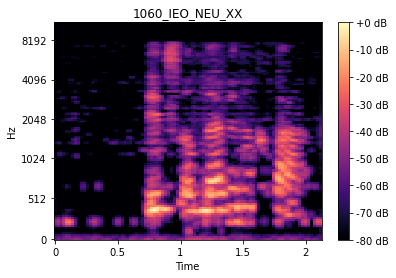 1060_IEO_NEU_XX
+0 dB
8192
-10 dB
4096
-20 dB
-30 dB
2048
Hz
-40 dB
1024
-50 dB
512
-60 dB
-70 dB
0
-80 dB
0
0.5
1
1.5
2
Time